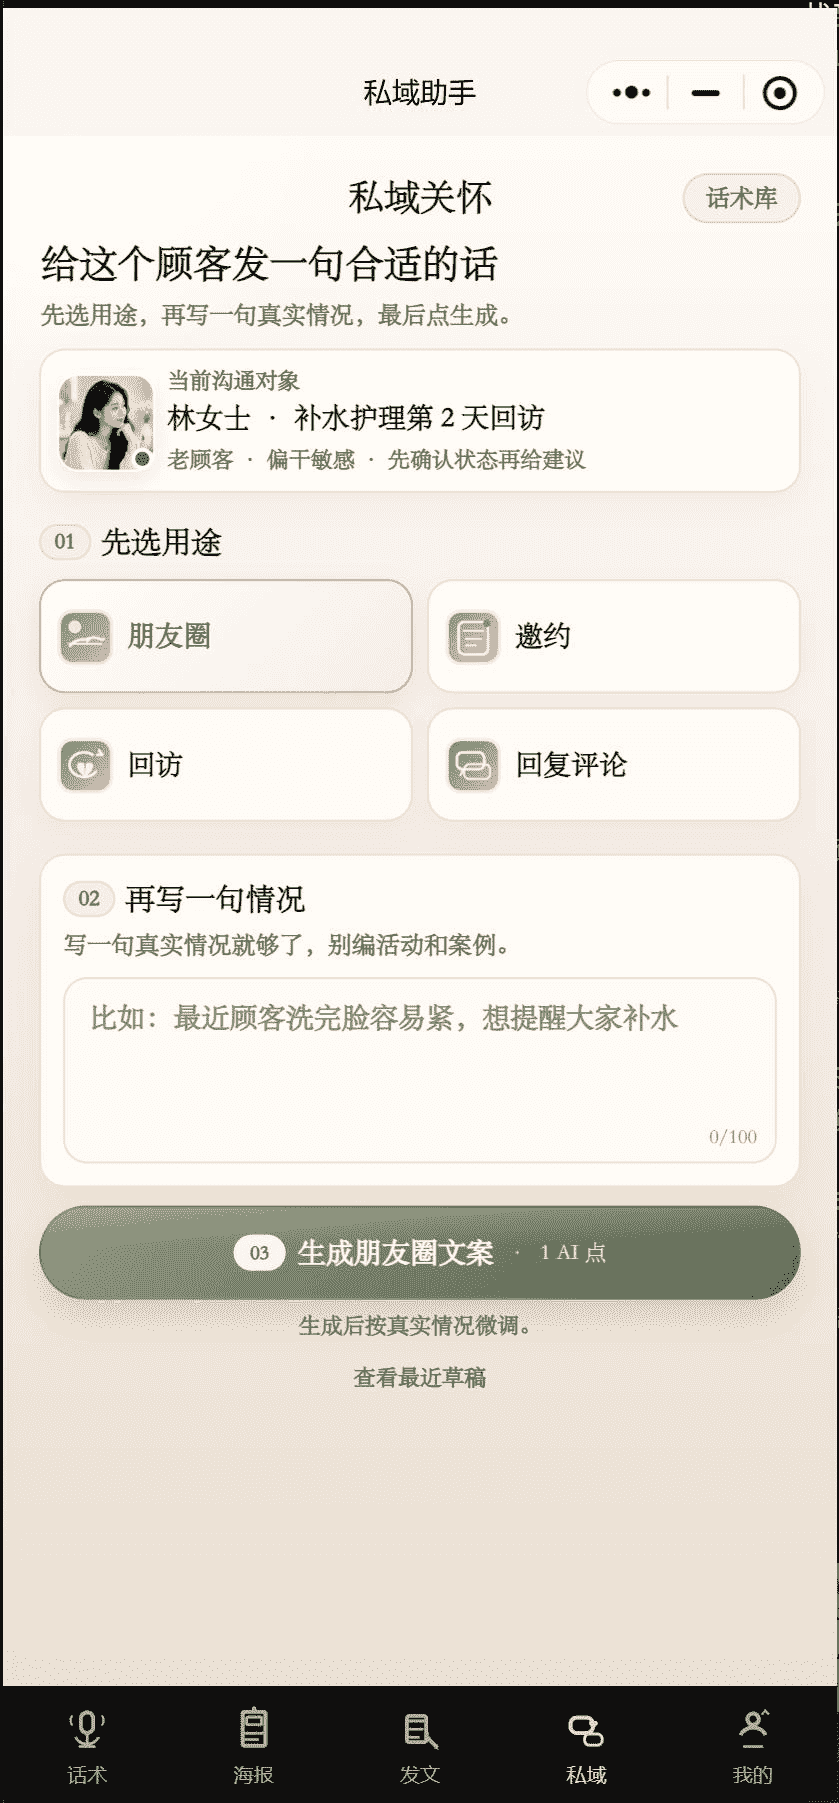 私域助手
私域关怀
话术库
给这个顾客发一句合适的话
先选用途，再写一句真实情况，最后点生成。
当前沟通对象
林女士 · 补水护理第 2 天回访
老顾客 · 偏干敏感 · 先确认状态再给建议
01 先选用途
朋友圈
邀约
回访
回复评论
02 再写一句情况
写一句真实情况就够了，别编活动和案例。
比如：最近顾客洗完脸容易紧，想提醒大家补水
0/100
03 生成朋友圈文案 · 1 AI 点
生成后按真实情况微调。
查看最近草稿
话术
海报
发文
私域
我的